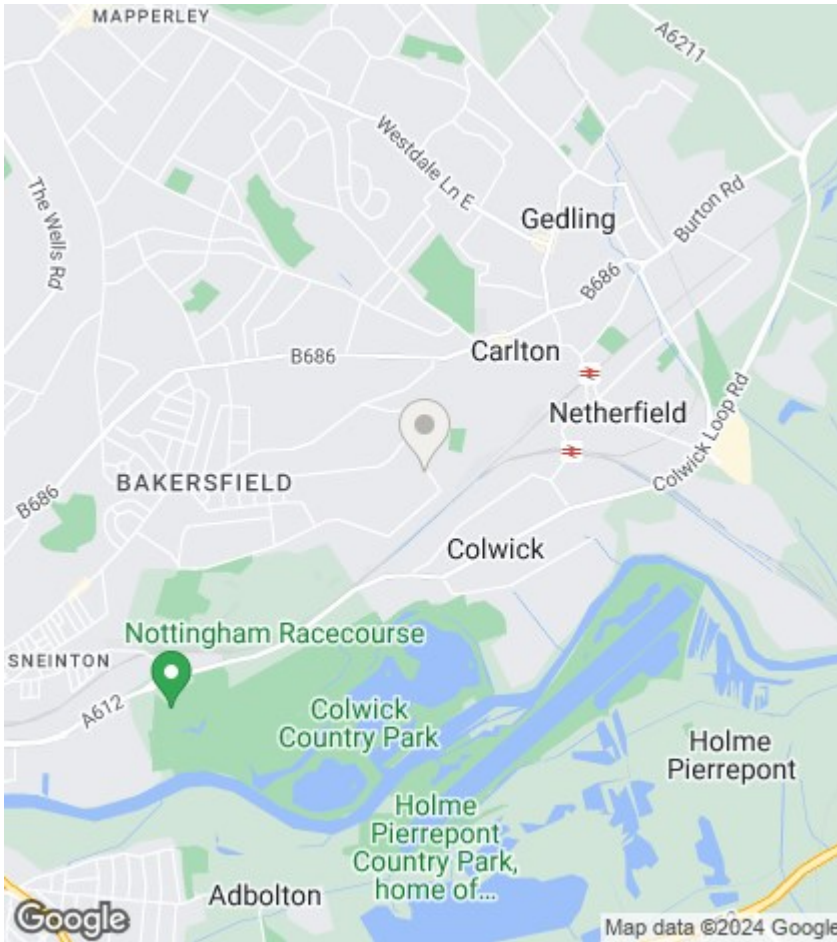 MAPPERLEY
A6211
Westdale Ln E
The Wells Rd
Gedling
Burton Rd
B686
B686
Carlton
Netherfield
Colwick Loop Rd
BAKERSFIELD
B686
Colwick
Nottingham Racecourse
SNEINTON
A612
Colwick
Country Park
Holme
Pierrepont
Holme
Pierrepont
Country Park,
home of...
Adbolton
Google
Map data ©2024 Google